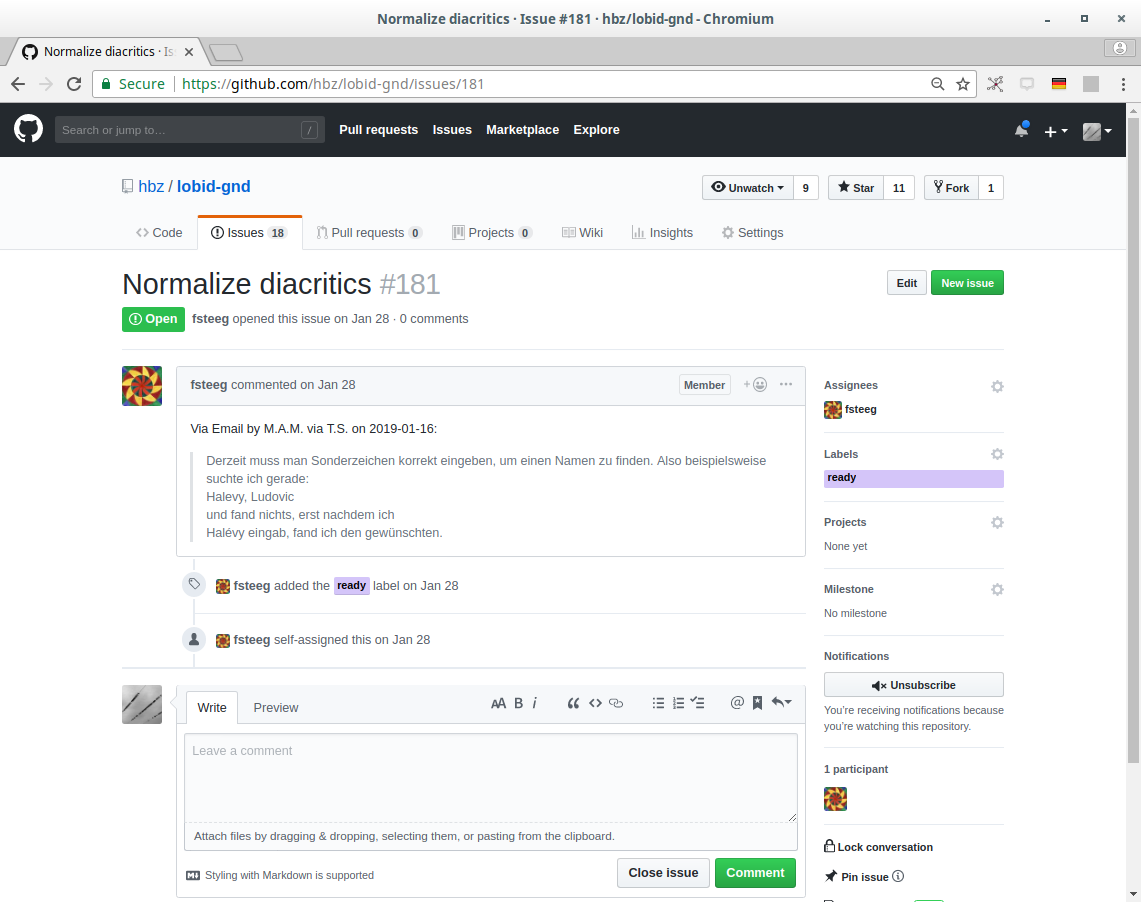 Normalize diacritics · Issue #181 · hbz/lobid-gnd - Chromium
Normalize diacritics · Is
Secure https://github.com/hbz/lobid-gnd/issues/181
Search or jump to… / Pull requests Issues Marketplace Explore
hbz / lobid-gnd Unwatch 9 Star 11 Fork 1
Code Issues 18 Pull requests 0 Projects 0 Wiki Insights Settings
Normalize diacritics #181 Edit New issue
Open fsteeg opened this issue on Jan 28 · 0 comments
fsteeg commented on Jan 28 Member
Via Email by M.A.M. via T.S. on 2019-01-16:
Derzeit muss man Sonderzeichen korrekt eingeben, um einen Namen zu finden. Also beispielsweise
suchte ich gerade:
Halevy, Ludovic
und fand nichts, erst nachdem ich
Halévy eingab, fand ich den gewünschten.
fsteeg added the ready label on Jan 28
fsteeg self-assigned this on Jan 28
Write Preview
Leave a comment
Attach files by dragging & dropping, selecting them, or pasting from the clipboard.
Styling with Markdown is supported
Close issue Comment
Assignees
fsteeg
Labels
ready
Projects
None yet
Milestone
No milestone
Notifications
Unsubscribe
You're receiving notifications because
you're watching this repository.
1 participant
Lock conversation
Pin issue